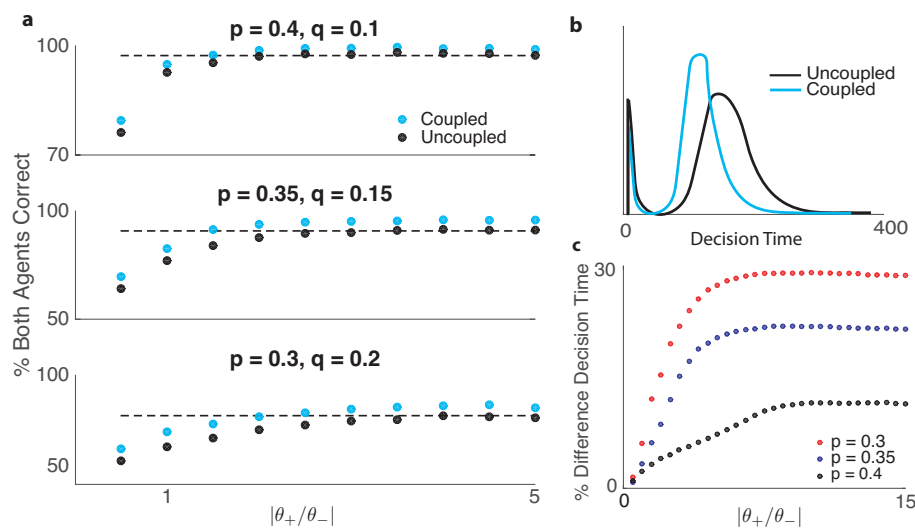 a
p = 0.4, q = 0.1
100
Coupled
Uncoupled
70
p = 0.35, q = 0.15
100
50
p = 0.3, q = 0.2
100
50
1
5
|θ₊/θ₋|
% Both Agents Correct
b
Uncoupled
Coupled
0
Decision Time
400
c
30
% Difference Decision Time
p = 0.3
p = 0.35
p = 0.4
0
0
|θ₊/θ₋|
15